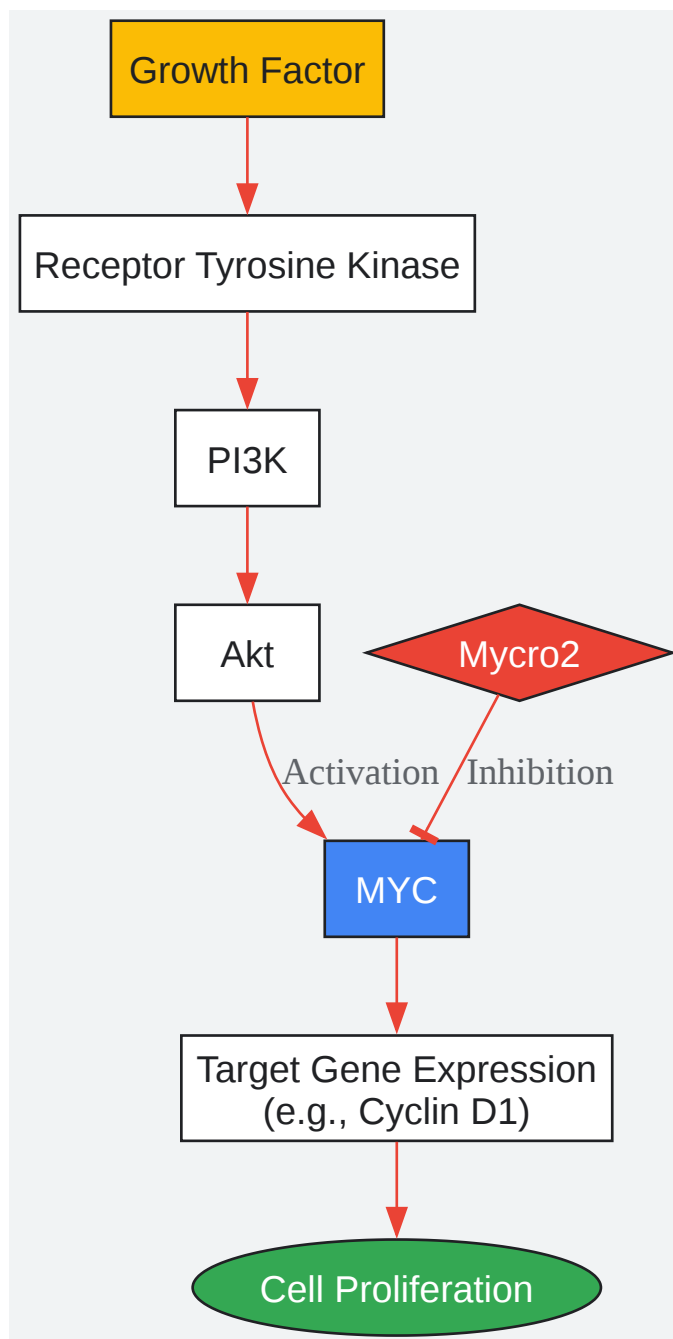 Growth Factor
Receptor Tyrosine Kinase
PI3K
Akt
Mycro2
Activation
Inhibition
MYC
Target Gene Expression
(e.g., Cyclin D1)
Cell Proliferation